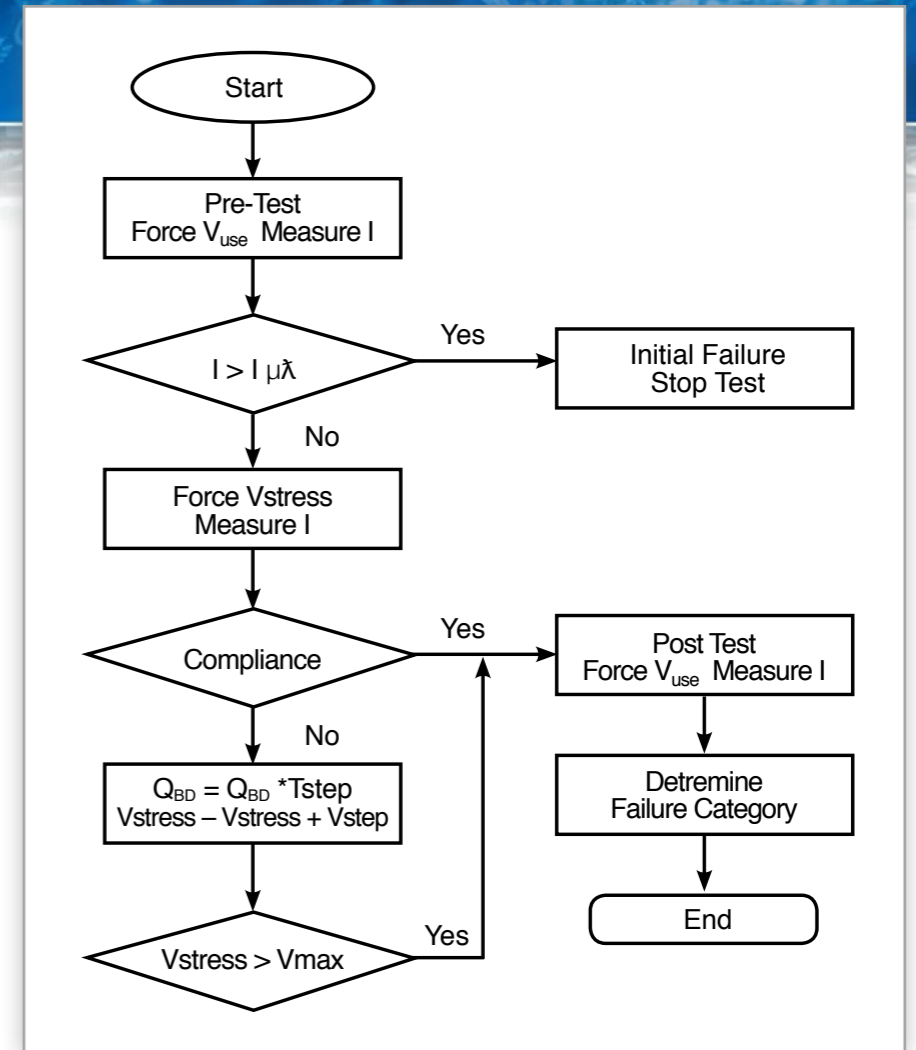 Start
Pre-Test
Force Vuse Measure I
I > I μƛ
Yes
Initial Failure
Stop Test
No
Force Vstress
Measure I
Compliance
Yes
Post Test
Force Vuse Measure I
No
QBD = QBD *Tstep
Vstress – Vstress + Vstep
Detremine
Failure Category
Vstress > Vmax
Yes
End